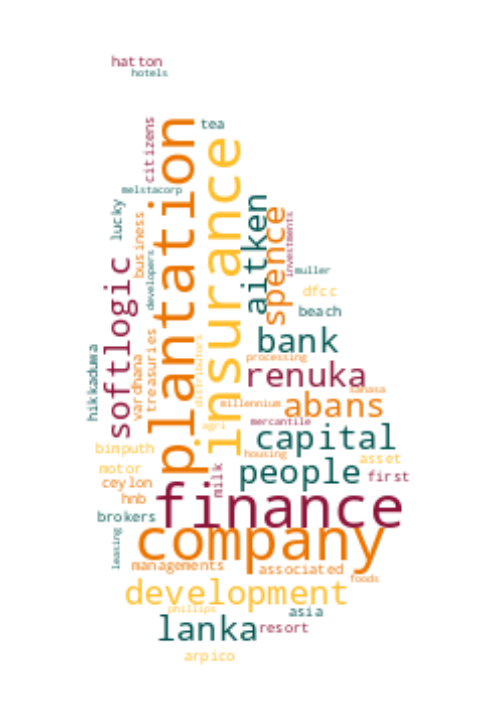 hatton
hotels
citizens
plantation
tea
insurance
melstacorp
lucky
business
aitken
spence
investments
developers
softlogic
muller
dfcc
beach
bank
hikkaduwa
vardhana
treasuries
distributors
processing
renuka
sahasa
millennium
abans
agri
mercantile
capital
bimputh
housing
asset
motor
milk
people
first
ceylon
hnb
finance
brokers
company
leasing
managements
associated
foods
development
phillips
asia
lanka
resort
arpico